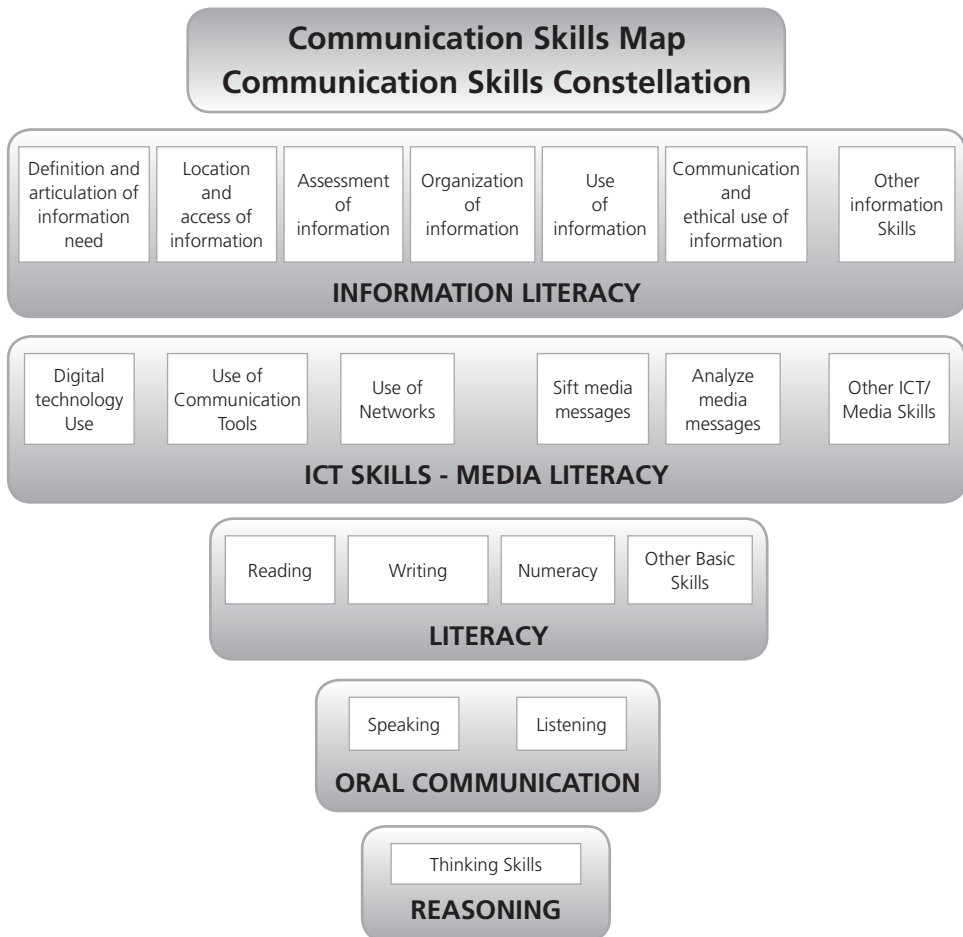 Communication Skills Map
Communication Skills Constellation
Definition and
articulation of
information
need
Location
and
access of
information
Assessment
of
information
Organization
of
information
Use
of
information
Communication
and
ethical use of
information
Other
information
Skills
INFORMATION LITERACY
Digital
technology
Use
Use of
Communication
Tools
Use of
Networks
Sift media
messages
Analyze
media
messages
Other ICT/
Media Skills
ICT SKILLS - MEDIA LITERACY
Reading
Writing
Numeracy
Other Basic
Skills
LITERACY
Speaking
Listening
ORAL COMMUNICATION
Thinking Skills
REASONING